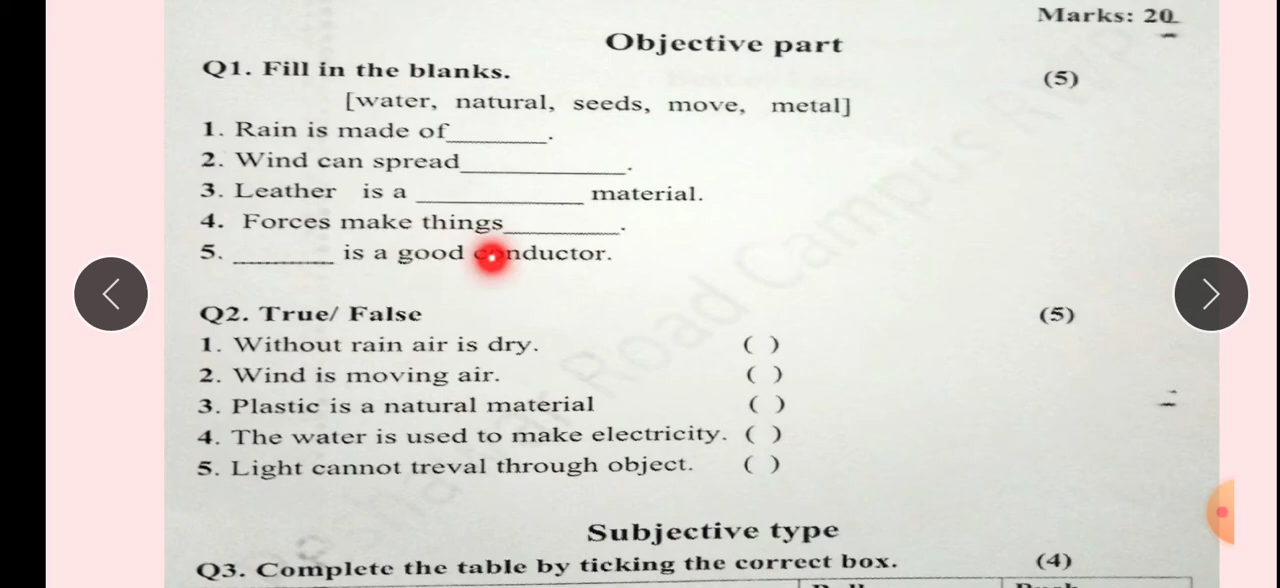 Marks: 20
Objective part
Q1. Fill in the blanks. (5)
[water, natural, seeds, move, metal]
1. Rain is made of_______.
2. Wind can spread____________.
3. Leather is a ____________ material.
4. Forces make things________.
5. _______ is a good conductor.
Q2. True/ False (5)
1. Without rain air is dry. ( )
2. Wind is moving air. ( )
3. Plastic is a natural material ( )
4. The water is used to make electricity. ( )
5. Light cannot treval through object. ( )
Subjective type
Q3. Complete the table by ticking the correct box. (4)